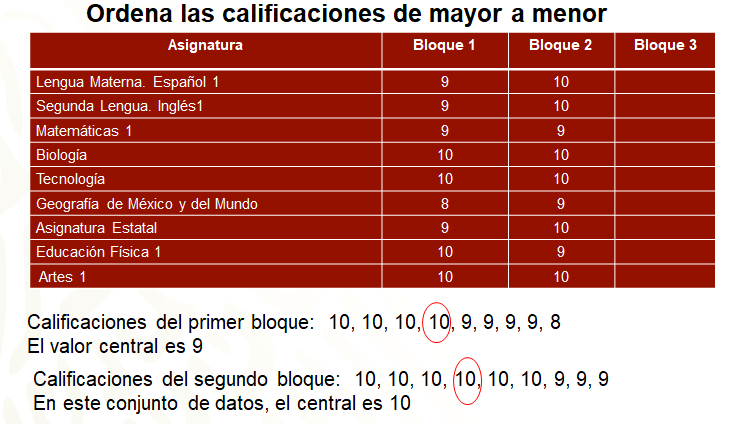 Ordena las calificaciones de mayor a menor
Asignatura Bloque 1 Bloque 2 Bloque 3
Lengua Materna. Español 1 9 10
Segunda Lengua. Inglés1 9 10
Matemáticas 1 9 9
Biología 10 10
Tecnología 10 10
Geografía de México y del Mundo 8 9
Asignatura Estatal 9 10
Educación Física 1 10 9
Artes 1 10 10
Calificaciones del primer bloque: 10, 10, 10, 10, 9, 9, 9, 9, 8
El valor central es 9
Calificaciones del segundo bloque: 10, 10, 10, 10, 10, 10, 9, 9, 9
En este conjunto de datos, el central es 10